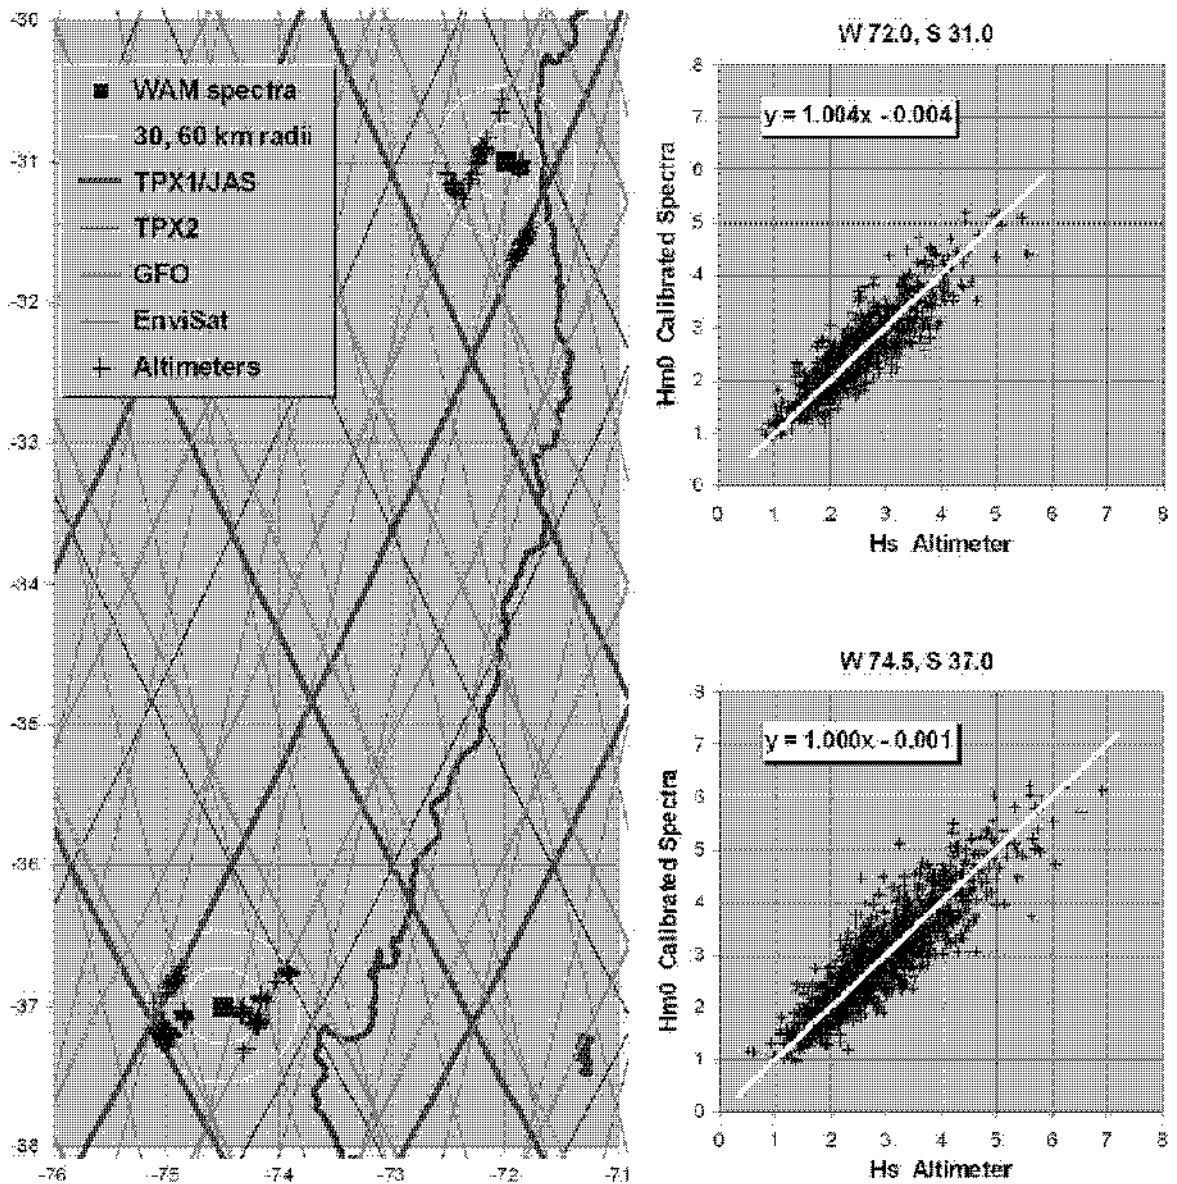 -30
-31
-32
-33
-34
-35
-36
-37
-38
-76 -75 -74 -73 -72 -71
WAM spectra
30, 60 km radii
TPX1/JAS
TPX2
GFO
EnviSat
Altimeters
W 72.0, S 31.0
y = 1.004x - 0.004
Hm0 Calibrated Spectra
8
7
6
5
4
3
2
1
0
0 1 2 3 4 5 6 7 8
Hs Altimeter
W 74.5, S 37.0
y = 1.000x - 0.001
Hm0 Calibrated Spectra
8
7
6
5
4
3
2
1
0
0 1 2 3 4 5 6 7 8
Hs Altimeter